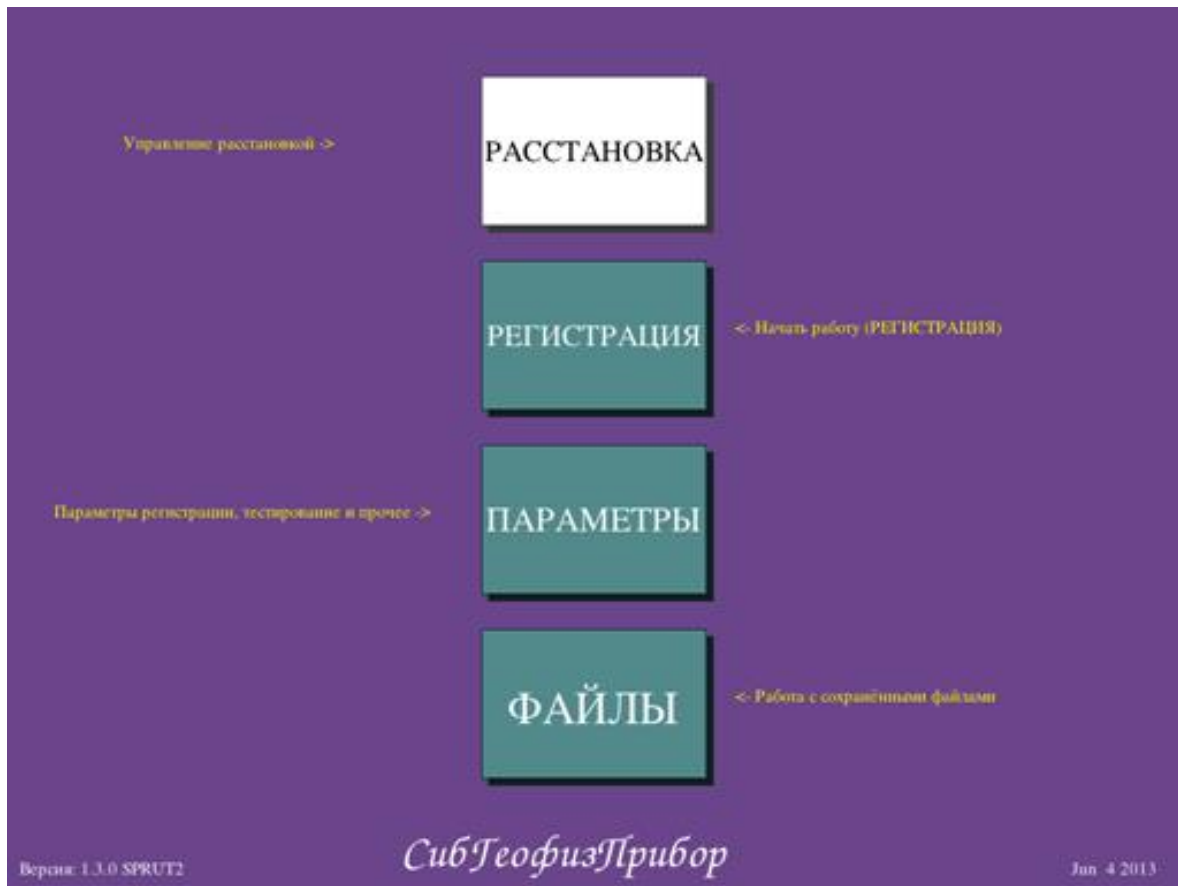 Управление расстановкой ->
РАССТАНОВКА
РЕГИСТРАЦИЯ
<- Начать работу (РЕГИСТРАЦИЯ)
Параметры регистрации, тестирование и прочее ->
ПАРАМЕТРЫ
ФАЙЛЫ
<- Работа с сохранёнными файлами
СибГеофизПрибор
Версия: 1.3.0 SPRUT2
Jun 4 2013